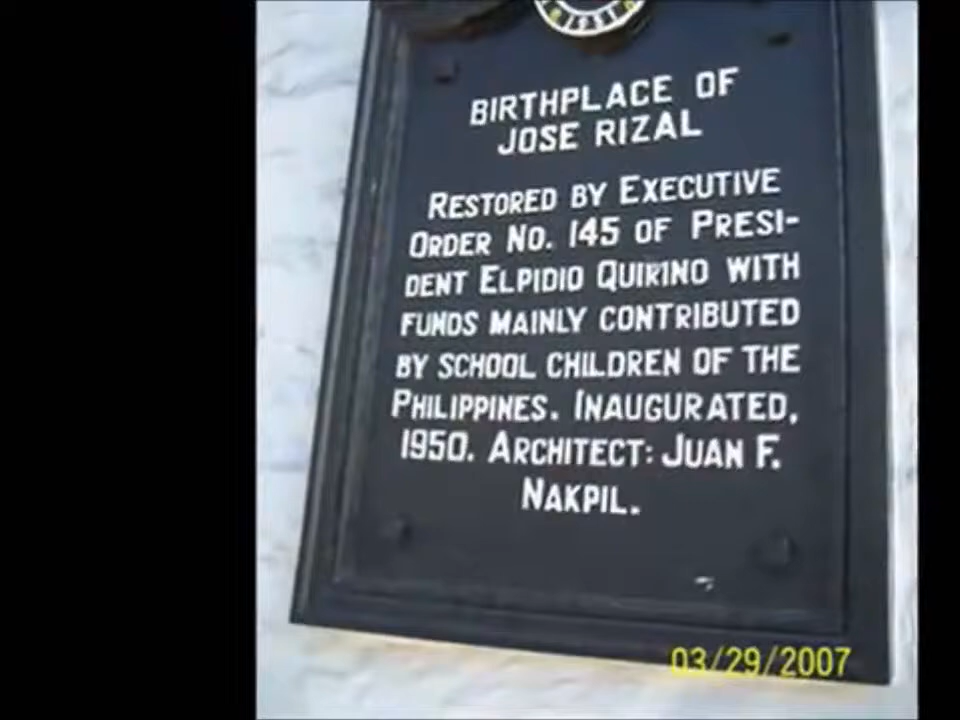 1951
BIRTHPLACE OF
JOSE RIZAL
RESTORED BY EXECUTIVE
ORDER NO. 145 OF PRESI-
DENT ELPIDIO QUIRINO WITH
FUNDS MAINLY CONTRIBUTED
BY SCHOOL CHILDREN OF THE
PHILIPPINES. INAUGURATED,
1950. ARCHITECT: JUAN F.
NAKPIL.
03/29/2007